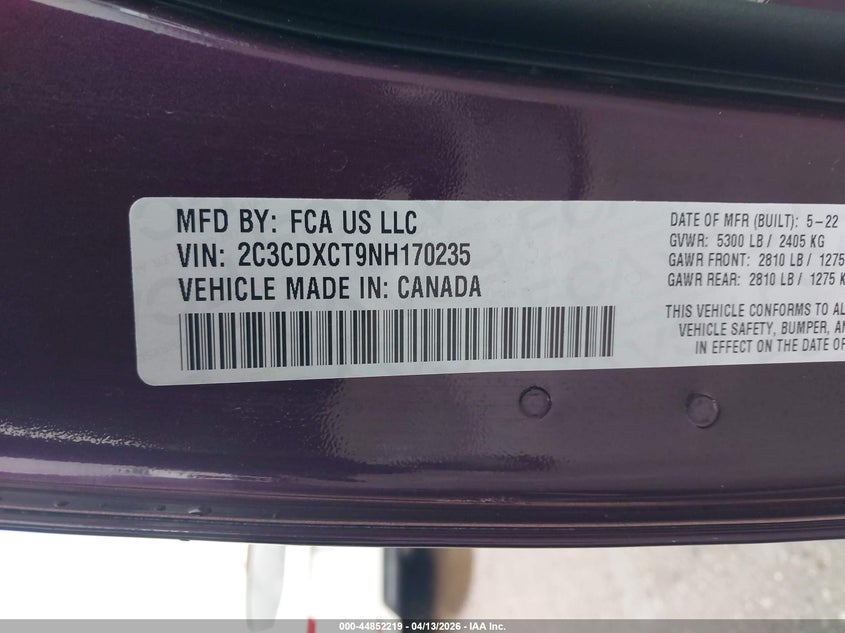 MFD BY: FCA US LLC
VIN: 2C3CDXCT9NH170235
VEHICLE MADE IN: CANADA
DATE OF MFR (BUILT): 5-22
GVWR: 5300 LB / 2405 KG
GAWR FRONT: 2810 LB / 1275
GAWR REAR: 2810 LB / 1275 K
THIS VEHICLE CONFORMS TO AL
VEHICLE SAFETY, BUMPER, AN
IN EFFECT ON THE DATE OF
000-44852219 - 04/13/2026 - IAA Inc.